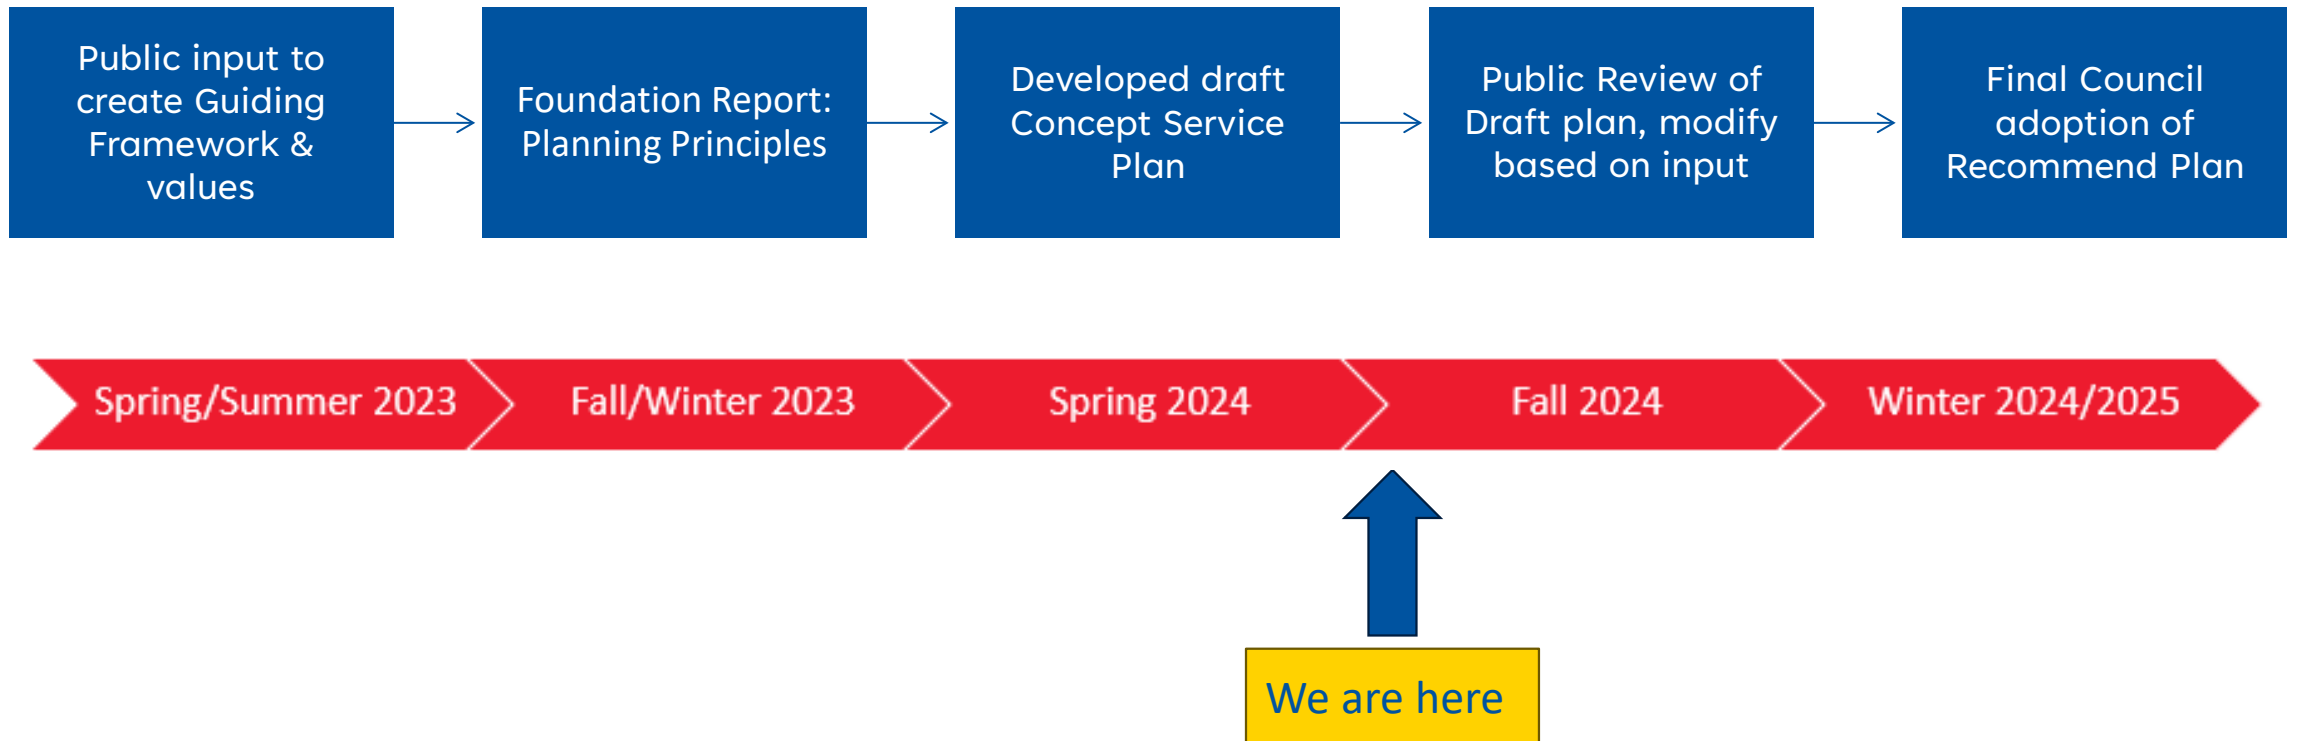 Public input to
create Guiding
Framework &
values
Foundation Report:
Planning Principles
Developed draft
Concept Service
Plan
Public Review of
Draft plan, modify
based on input
Final Council
adoption of
Recommend Plan
Spring/Summer 2023
Fall/Winter 2023
Spring 2024
Fall 2024
Winter 2024/2025
We are here